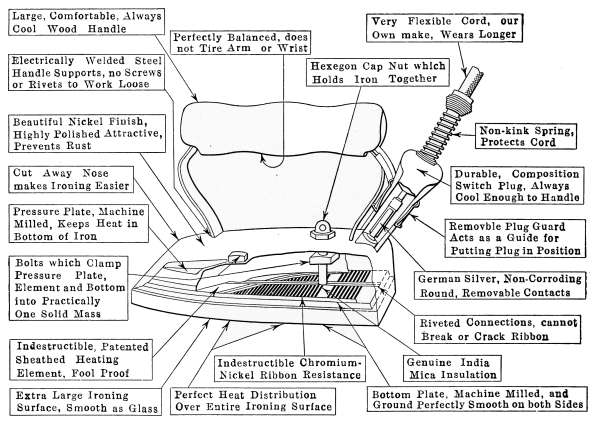 Large, Comfortable, Always
Cool Wood Handle
Perfectly Balanced, does
not Tire Arm or Wrist
Very Flexible Cord, our
Own make, Wears Longer
Electrically Welded Steel
Handle Supports, no Screws
or Rivets to Work Loose
Hexegon Cap Nut which
Holds Iron Together
Beautiful Nickel Finish,
Highly Polished Attractive,
Prevents Rust
Non-kink Spring,
Protects Cord
Cut Away Nose
makes Ironing Easier
Durable, Composition
Switch Plug, Always
Cool Enough to Handle
Pressure Plate, Machine
Milled, Keeps Heat in
Bottom of Iron
Removble Plug Guard
Acts as a Guide for
Putting Plug in Position
Bolts which Clamp
Pressure Plate,
Element and Bottom
into Practically
One Solid Mass
German Silver, Non-Corroding
Round, Removable Contacts
Riveted Connections, cannot
Break or Crack Ribbon
Indestructible, Patented
Sheathed Heating
Element, Fool Proof
Indestructible Chromium-
Nickel Ribbon Resistance
Genuine India
Mica Insulation
Extra Large Ironing
Surface, Smooth as Glass
Perfect Heat Distribution
Over Entire Ironing Surface
Bottom Plate, Machine Milled, and
Ground Perfectly Smooth on both Sides